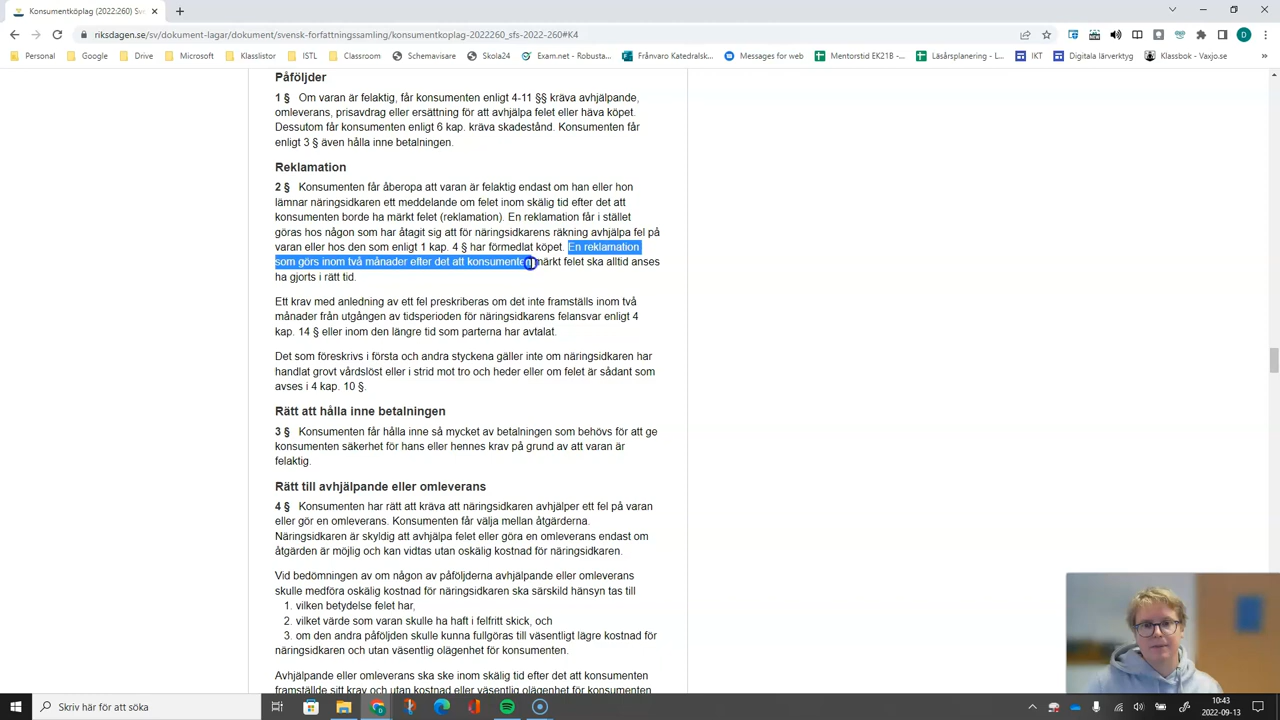 Konsumentköplag (2022:260) Sve
riksdagen.se/sv/dokument-lagar/dokument/svensk-forfattningssamling/konsumentkoplag-2022260_sfs-2022-260#K4
D
Personal Google Drive Microsoft Klasslistor ISTL Classroom Schemavisare Skola24 Exam.net - Robusta... Frånvaro Katedralsk... Messages for web Mentorstid EK21B -... Läsårsplanering - L... IKT Digitala lärverktyg Klassbok - Vaxjo.se »
Påföljder
1 § Om varan är felaktig, får konsumenten enligt 4-11 §§ kräva avhjälpande,
omleverans, prisavdrag eller ersättning för att avhjälpa felet eller häva köpet.
Dessutom får konsumenten enligt 6 kap. kräva skadestånd. Konsumenten får
enligt 3 § även hålla inne betalningen.
Reklamation
2 § Konsumenten får åberopa att varan är felaktig endast om han eller hon
lämnar näringsidkaren ett meddelande om felet inom skälig tid efter det att
konsumenten borde ha märkt felet (reklamation). En reklamation får i stället
göras hos någon som har åtagit sig att för näringsidkarens räkning avhjälpa fel på
varan eller hos den som enligt 1 kap. 4 § har förmedlat köpet. En reklamation
som görs inom två månader efter det att konsumenten märkt felet ska alltid anses
ha gjorts i rätt tid.
Ett krav med anledning av ett fel preskriberas om det inte framställs inom två
månader från utgången av tidsperioden för näringsidkarens felansvar enligt 4
kap. 14 § eller inom den längre tid som parterna har avtalat.
Det som föreskrivs i första och andra styckena gäller inte om näringsidkaren har
handlat grovt vårdslöst eller i strid mot tro och heder eller om felet är sådant som
avses i 4 kap. 10 §.
Rätt att hålla inne betalningen
3 § Konsumenten får hålla inne så mycket av betalningen som behövs för att ge
konsumenten säkerhet för hans eller hennes krav på grund av att varan är
felaktig.
Rätt till avhjälpande eller omleverans
4 § Konsumenten har rätt att kräva att näringsidkaren avhjälper ett fel på varan
eller gör en omleverans. Konsumenten får välja mellan åtgärderna.
Näringsidkaren är skyldig att avhjälpa felet eller göra en omleverans endast om
åtgärden är möjlig och kan vidtas utan oskälig kostnad för näringsidkaren.
Vid bedömningen av om någon av påföljderna avhjälpande eller omleverans
skulle medföra oskälig kostnad för näringsidkaren ska särskild hänsyn tas till
1. vilken betydelse felet har,
2. vilket värde som varan skulle ha haft i felfritt skick, och
3. om den andra påföljden skulle kunna fullgöras till väsentligt lägre kostnad för
näringsidkaren och utan väsentlig olägenhet för konsumenten.
Avhjälpande eller omleverans ska ske inom skälig tid efter det att konsumenten
framställde sitt krav och utan kostnad eller väsentlig olägenhet för konsumenten
Skriv här för att söka
10:43
2022-09-13